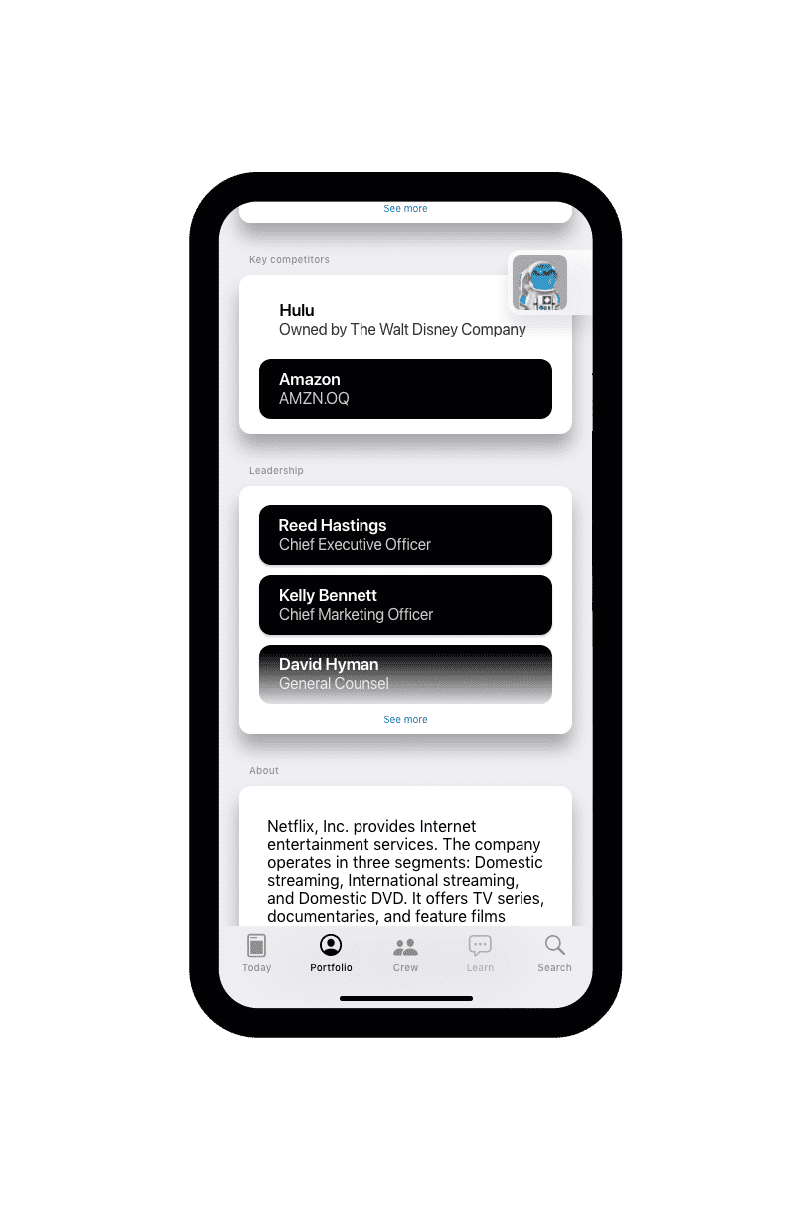 See more
Key competitors
Hulu
Owned by The Walt Disney Company
Amazon
AMZN.OQ
Leadership
Reed Hastings
Chief Executive Officer
Kelly Bennett
Chief Marketing Officer
David Hyman
General Counsel
See more
About
Netflix, Inc. provides Internet
entertainment services. The company
operates in three segments: Domestic
streaming, International streaming,
and Domestic DVD. It offers TV series,
documentaries, and feature films
Today
Portfolio
Crew
Learn
Search